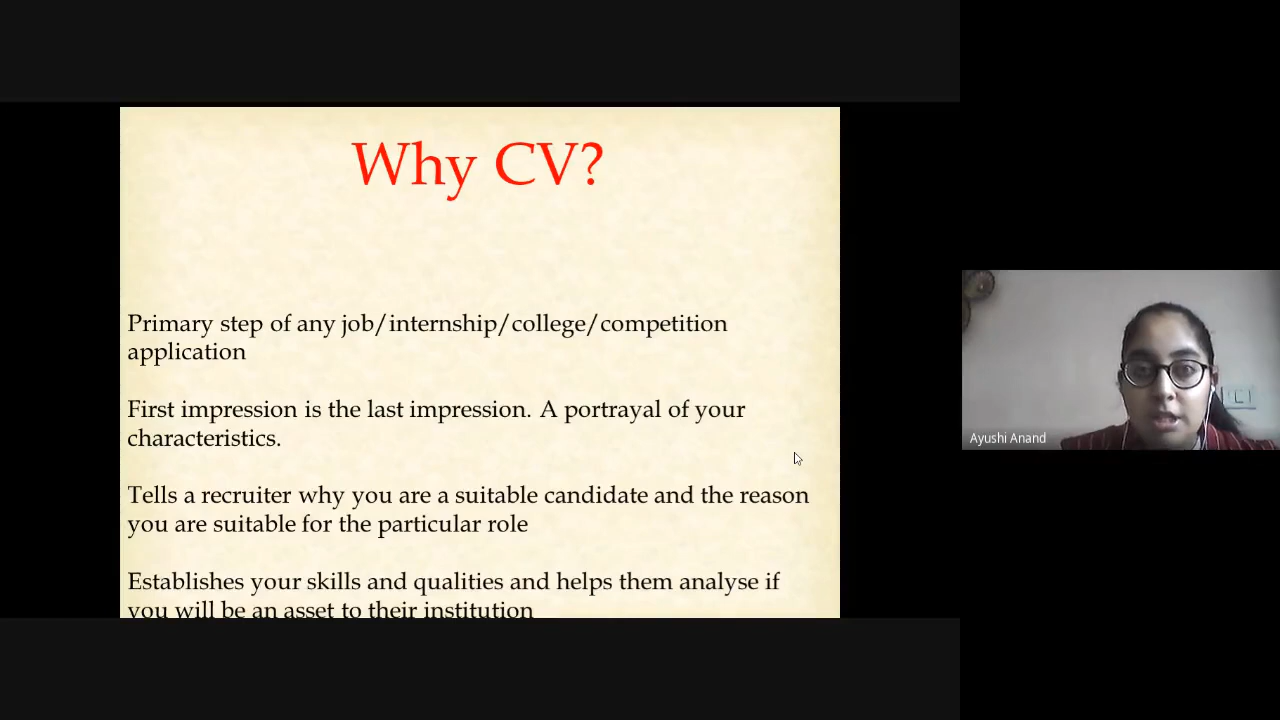 Why CV?
Primary step of any job/internship/college/competition
application
First impression is the last impression. A portrayal of your
characteristics.
Tells a recruiter why you are a suitable candidate and the reason
you are suitable for the particular role
Establishes your skills and qualities and helps them analyse if
you will be an asset to their institution
Ayushi Anand